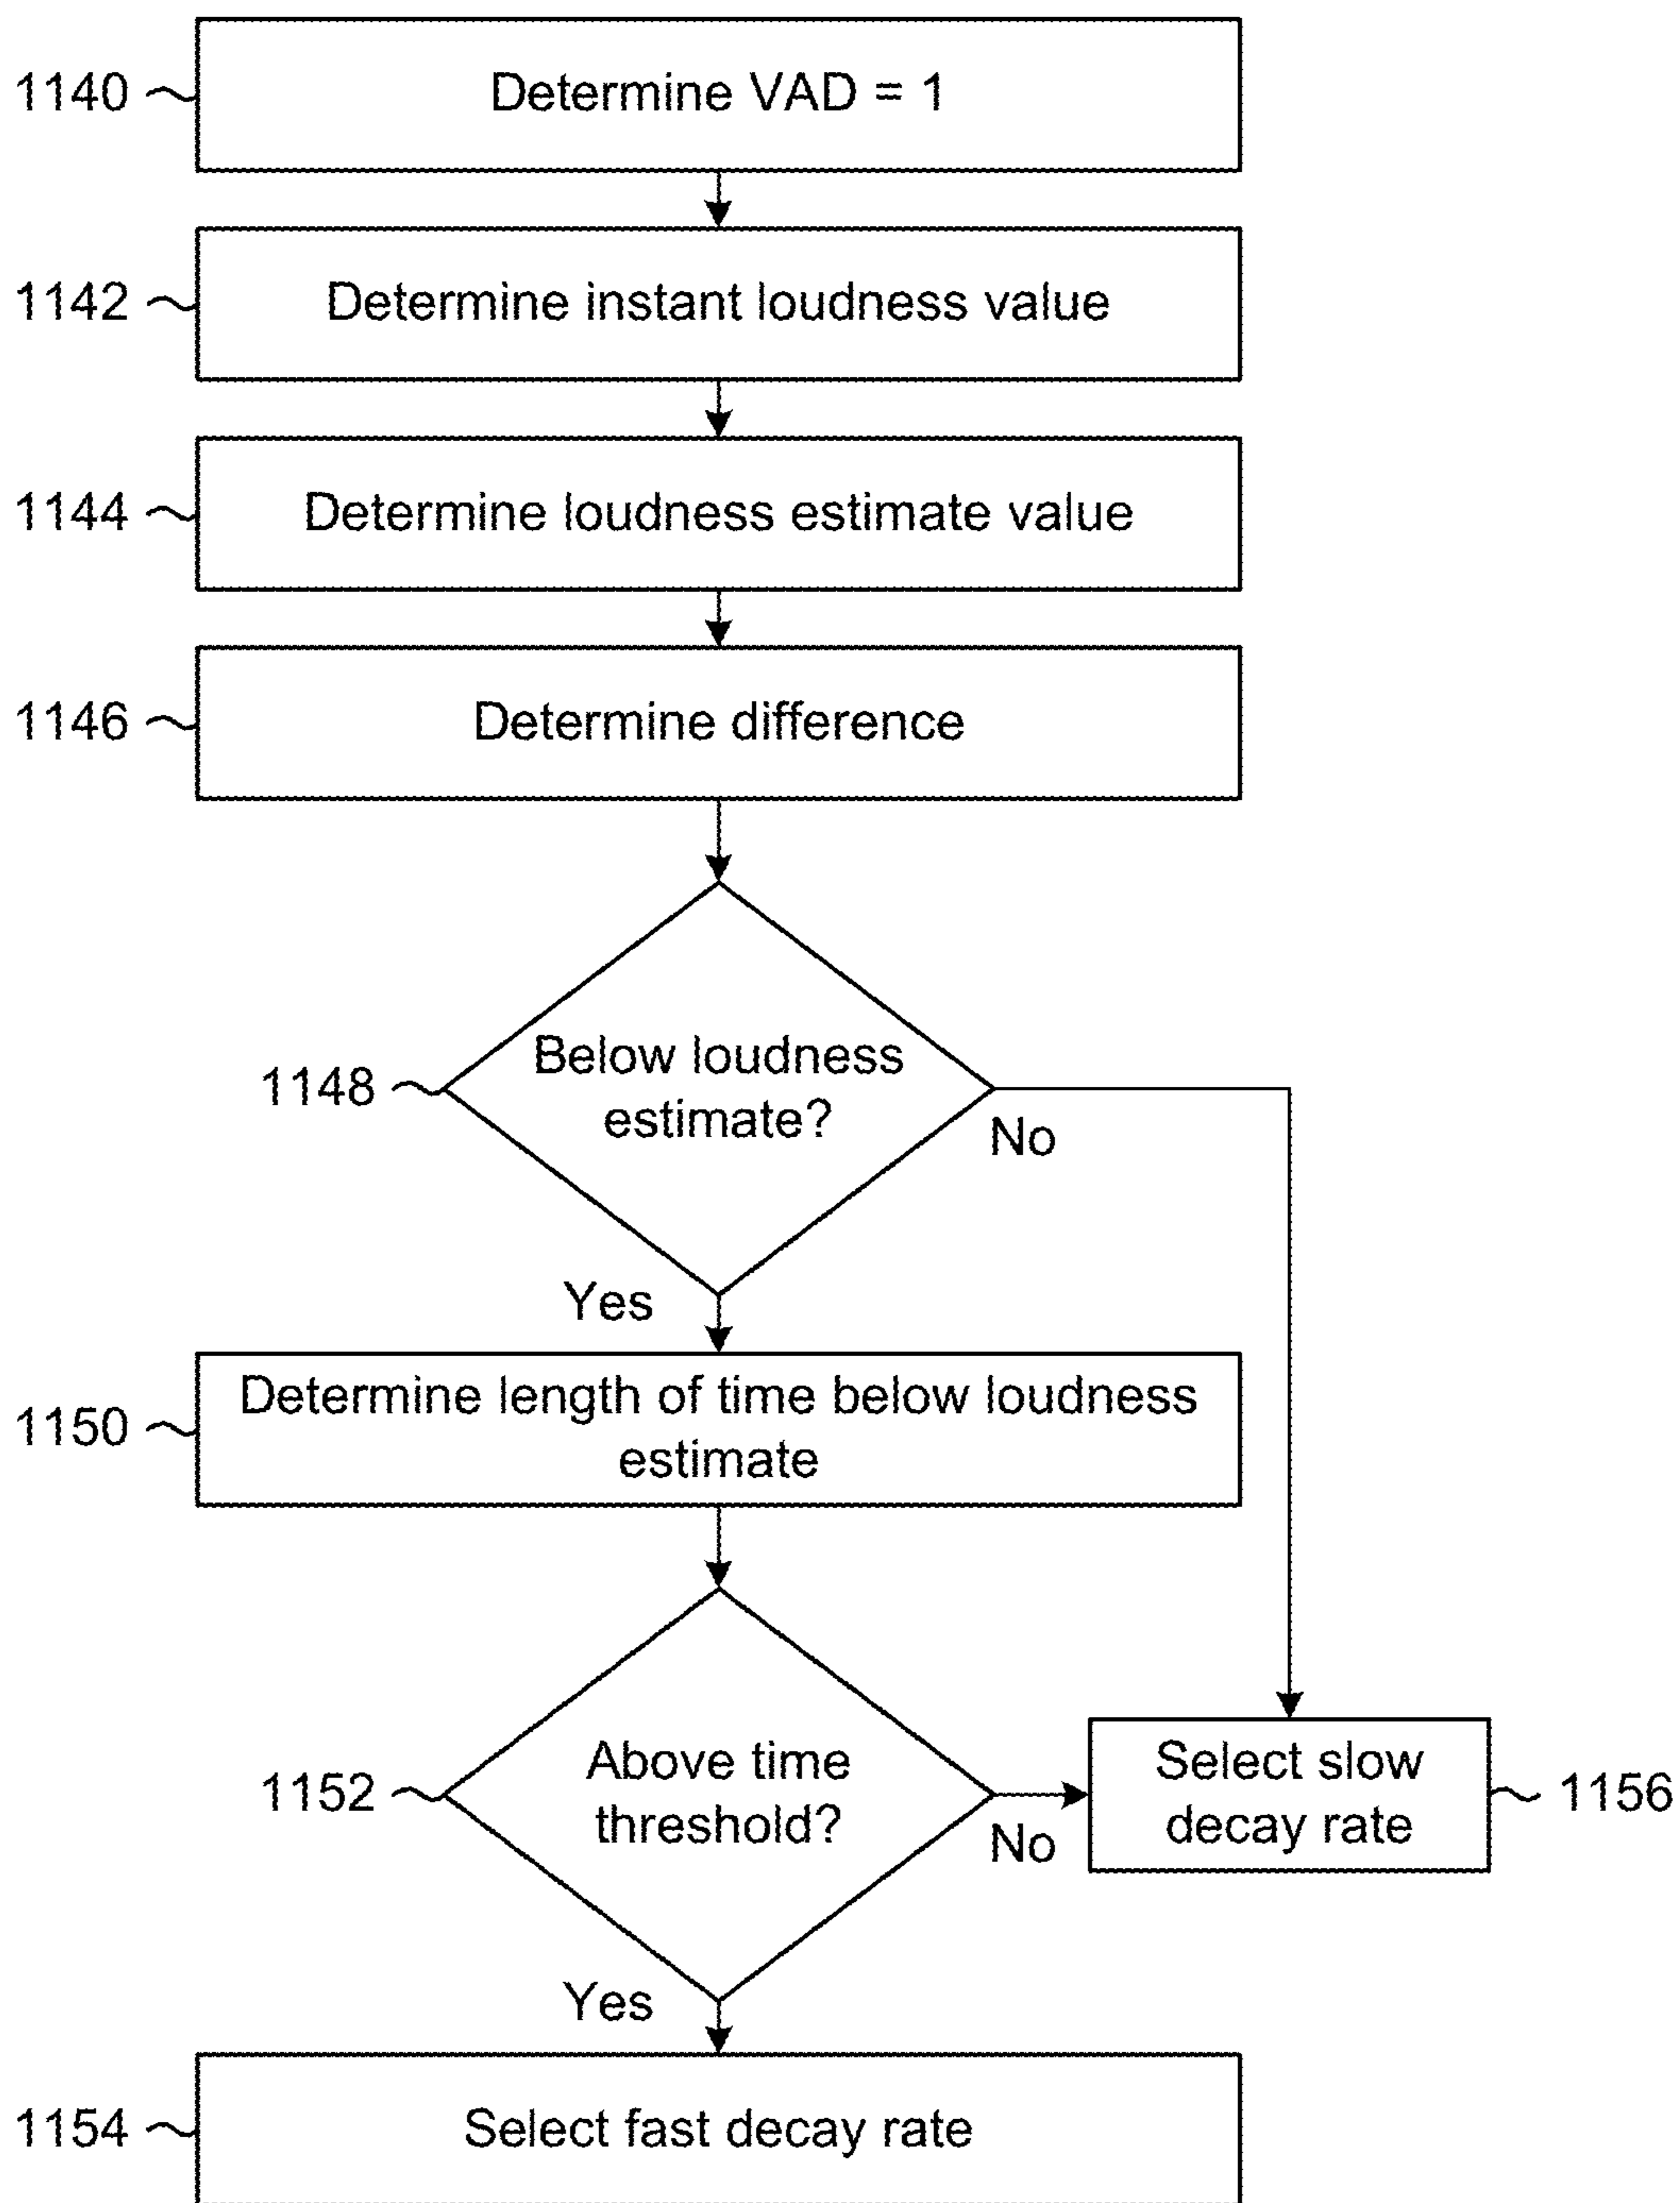 1140
Determine VAD = 1
1142
Determine instant loudness value
1144
Determine loudness estimate value
1146
Determine difference
1148
Below loudness
estimate?
No
Yes
1150
Determine length of time below loudness
estimate
1152
Above time
threshold?
No
Select slow
decay rate
1156
Yes
1154
Select fast decay rate